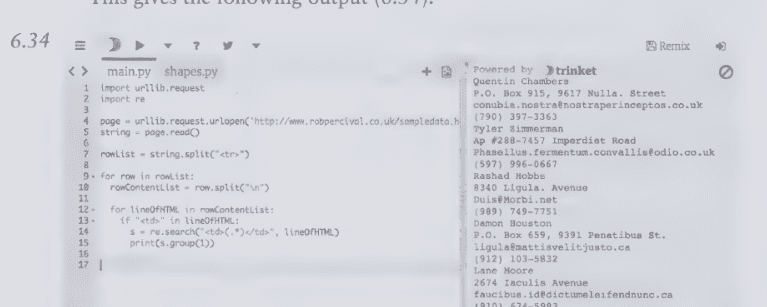 This gives the following output (6.34).
6.34
Remix
main.py shapes.py
Powered by trinket
1 import urllib.request
2 import re
3
4 page = urllib.request.urlopen('http://www.robpercival.co.uk/sampledata.h
5 string = page.read()
6
7 rowList = string.split("<tr>")
8
9 for row in rowList:
10 rowContentList = row.split("\n")
11
12 for lineOfHTML in rowContentList:
13 if "<td>" in lineOfHTML:
14 s = re.search("<td>(.*)</td>", lineOfHTML)
15 print(s.group(1))
16
17
Quentin Chambers
P.O. Box 915, 9617 Nulla. Street
conubia.nostra@nostraperinceptos.co.uk
(790) 397-3363
Tyler Zimmerman
Ap #288-7457 Imperdiet Road
Phasellus.fermentum.convallis@odio.co.uk
(597) 996-0667
Rashad Hobbs
8340 Ligula. Avenue
Duis@Morbi.net
(989) 749-7751
Damon Houston
P.O. Box 659, 9391 Penatibus St.
ligula@mattisvelitjusto.ca
(912) 103-5832
Lane Moore
2674 Iaculis Avenue
faucibus.id@dictumeleifendnunc.ca
(910) 674-5983